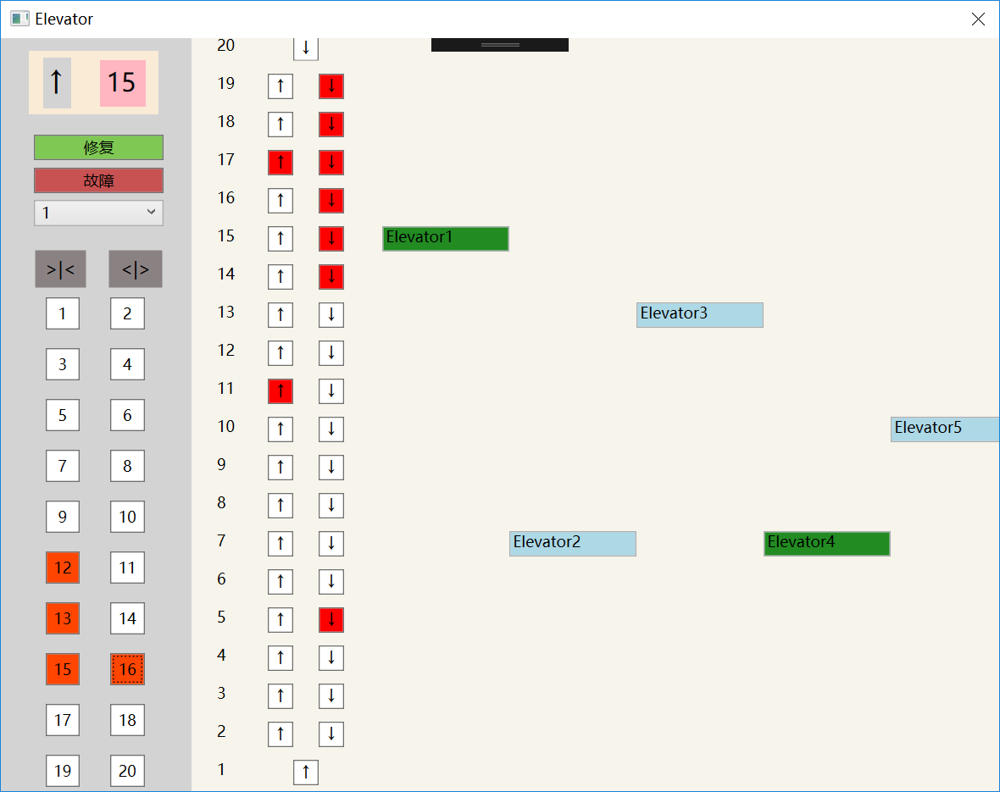 Elevator
↑ 15
修复
故障
1
>|< <|>
1 2
3 4
5 6
7 8
9 10
12 11
13 14
15 16
17 18
19 20
20 ↓
19 ↑ ↓
18 ↑ ↓
17 ↑ ↓
16 ↑ ↓
15 ↑ ↓ Elevator1
14 ↑ ↓
13 ↑ ↓ Elevator3
12 ↑ ↓
11 ↑ ↓
10 ↑ ↓ Elevator5
9 ↑ ↓
8 ↑ ↓
7 ↑ ↓ Elevator2 Elevator4
6 ↑ ↓
5 ↑ ↓
4 ↑ ↓
3 ↑ ↓
2 ↑ ↓
1 ↑